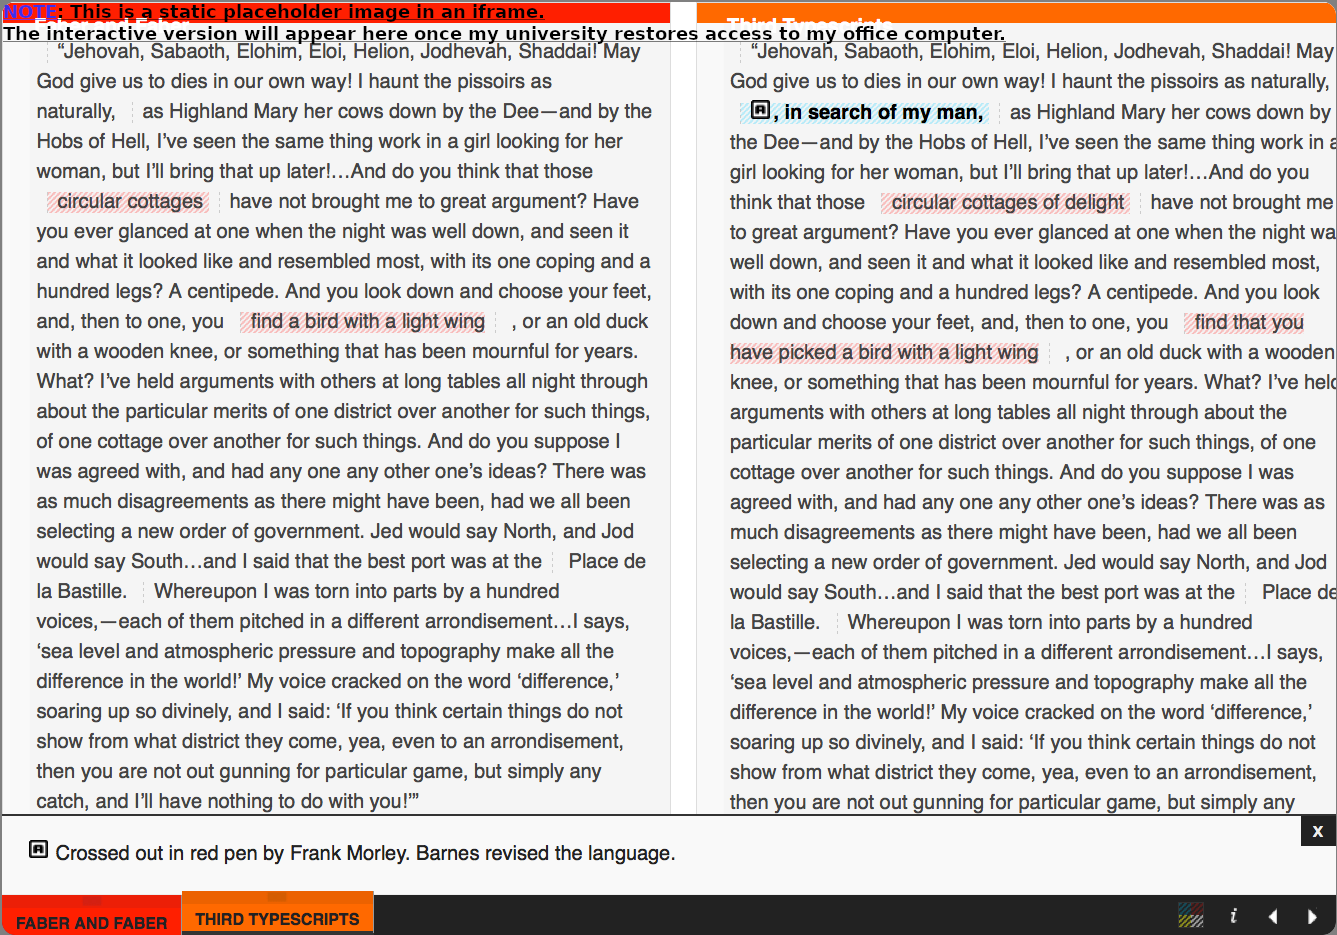 NOTE: This is a static placeholder image in an iframe.
The interactive version will appear here once my university restores access to my office computer.
Faber and Faber
“Jehovah, Sabaoth, Elohim, Eloi, Helion, Jodhevah, Shaddai! May
God give us to dies in our own way! I haunt the pissoirs as
naturally, as Highland Mary her cows down by the Dee—and by the
Hobs of Hell, I’ve seen the same thing work in a girl looking for her
woman, but I’ll bring that up later!…And do you think that those
circular cottages have not brought me to great argument? Have
you ever glanced at one when the night was well down, and seen it
and what it looked like and resembled most, with its one coping and a
hundred legs? A centipede. And you look down and choose your feet,
and, then to one, you find a bird with a light wing , or an old duck
with a wooden knee, or something that has been mournful for years.
What? I’ve held arguments with others at long tables all night through
about the particular merits of one district over another for such things,
of one cottage over another for such things. And do you suppose I
was agreed with, and had any one any other one’s ideas? There was
as much disagreements as there might have been, had we all been
selecting a new order of government. Jed would say North, and Jod
would say South…and I said that the best port was at the Place de
la Bastille. Whereupon I was torn into parts by a hundred
voices,—each of them pitched in a different arrondisement…I says,
‘sea level and atmospheric pressure and topography make all the
difference in the world!’ My voice cracked on the word ‘difference,’
soaring up so divinely, and I said: ‘If you think certain things do not
show from what district they come, yea, even to an arrondisement,
then you are not out gunning for particular game, but simply any
catch, and I’ll have nothing to do with you!’”
Third Typescripts
“Jehovah, Sabaoth, Elohim, Eloi, Helion, Jodhevah, Shaddai! May
God give us to dies in our own way! I haunt the pissoirs as naturally,
A , in search of my man, as Highland Mary her cows down by
the Dee—and by the Hobs of Hell, I’ve seen the same thing work in a
girl looking for her woman, but I’ll bring that up later!…And do you
think that those circular cottages of delight have not brought me
to great argument? Have you ever glanced at one when the night wa
well down, and seen it and what it looked like and resembled most,
with its one coping and a hundred legs? A centipede. And you look
down and choose your feet, and, then to one, you find that you
have picked a bird with a light wing , or an old duck with a wooden
knee, or something that has been mournful for years. What? I’ve held
arguments with others at long tables all night through about the
particular merits of one district over another for such things, of one
cottage over another for such things. And do you suppose I was
agreed with, and had any one any other one’s ideas? There was as
much disagreements as there might have been, had we all been
selecting a new order of government. Jed would say North, and Jod
would say South…and I said that the best port was at the Place de
la Bastille. Whereupon I was torn into parts by a hundred
voices,—each of them pitched in a different arrondisement…I says,
‘sea level and atmospheric pressure and topography make all the
difference in the world!’ My voice cracked on the word ‘difference,’
soaring up so divinely, and I said: ‘If you think certain things do not
show from what district they come, yea, even to an arrondisement,
then you are not out gunning for particular game, but simply any
X
A Crossed out in red pen by Frank Morley. Barnes revised the language.
FABER AND FABER
THIRD TYPESCRIPTS
i